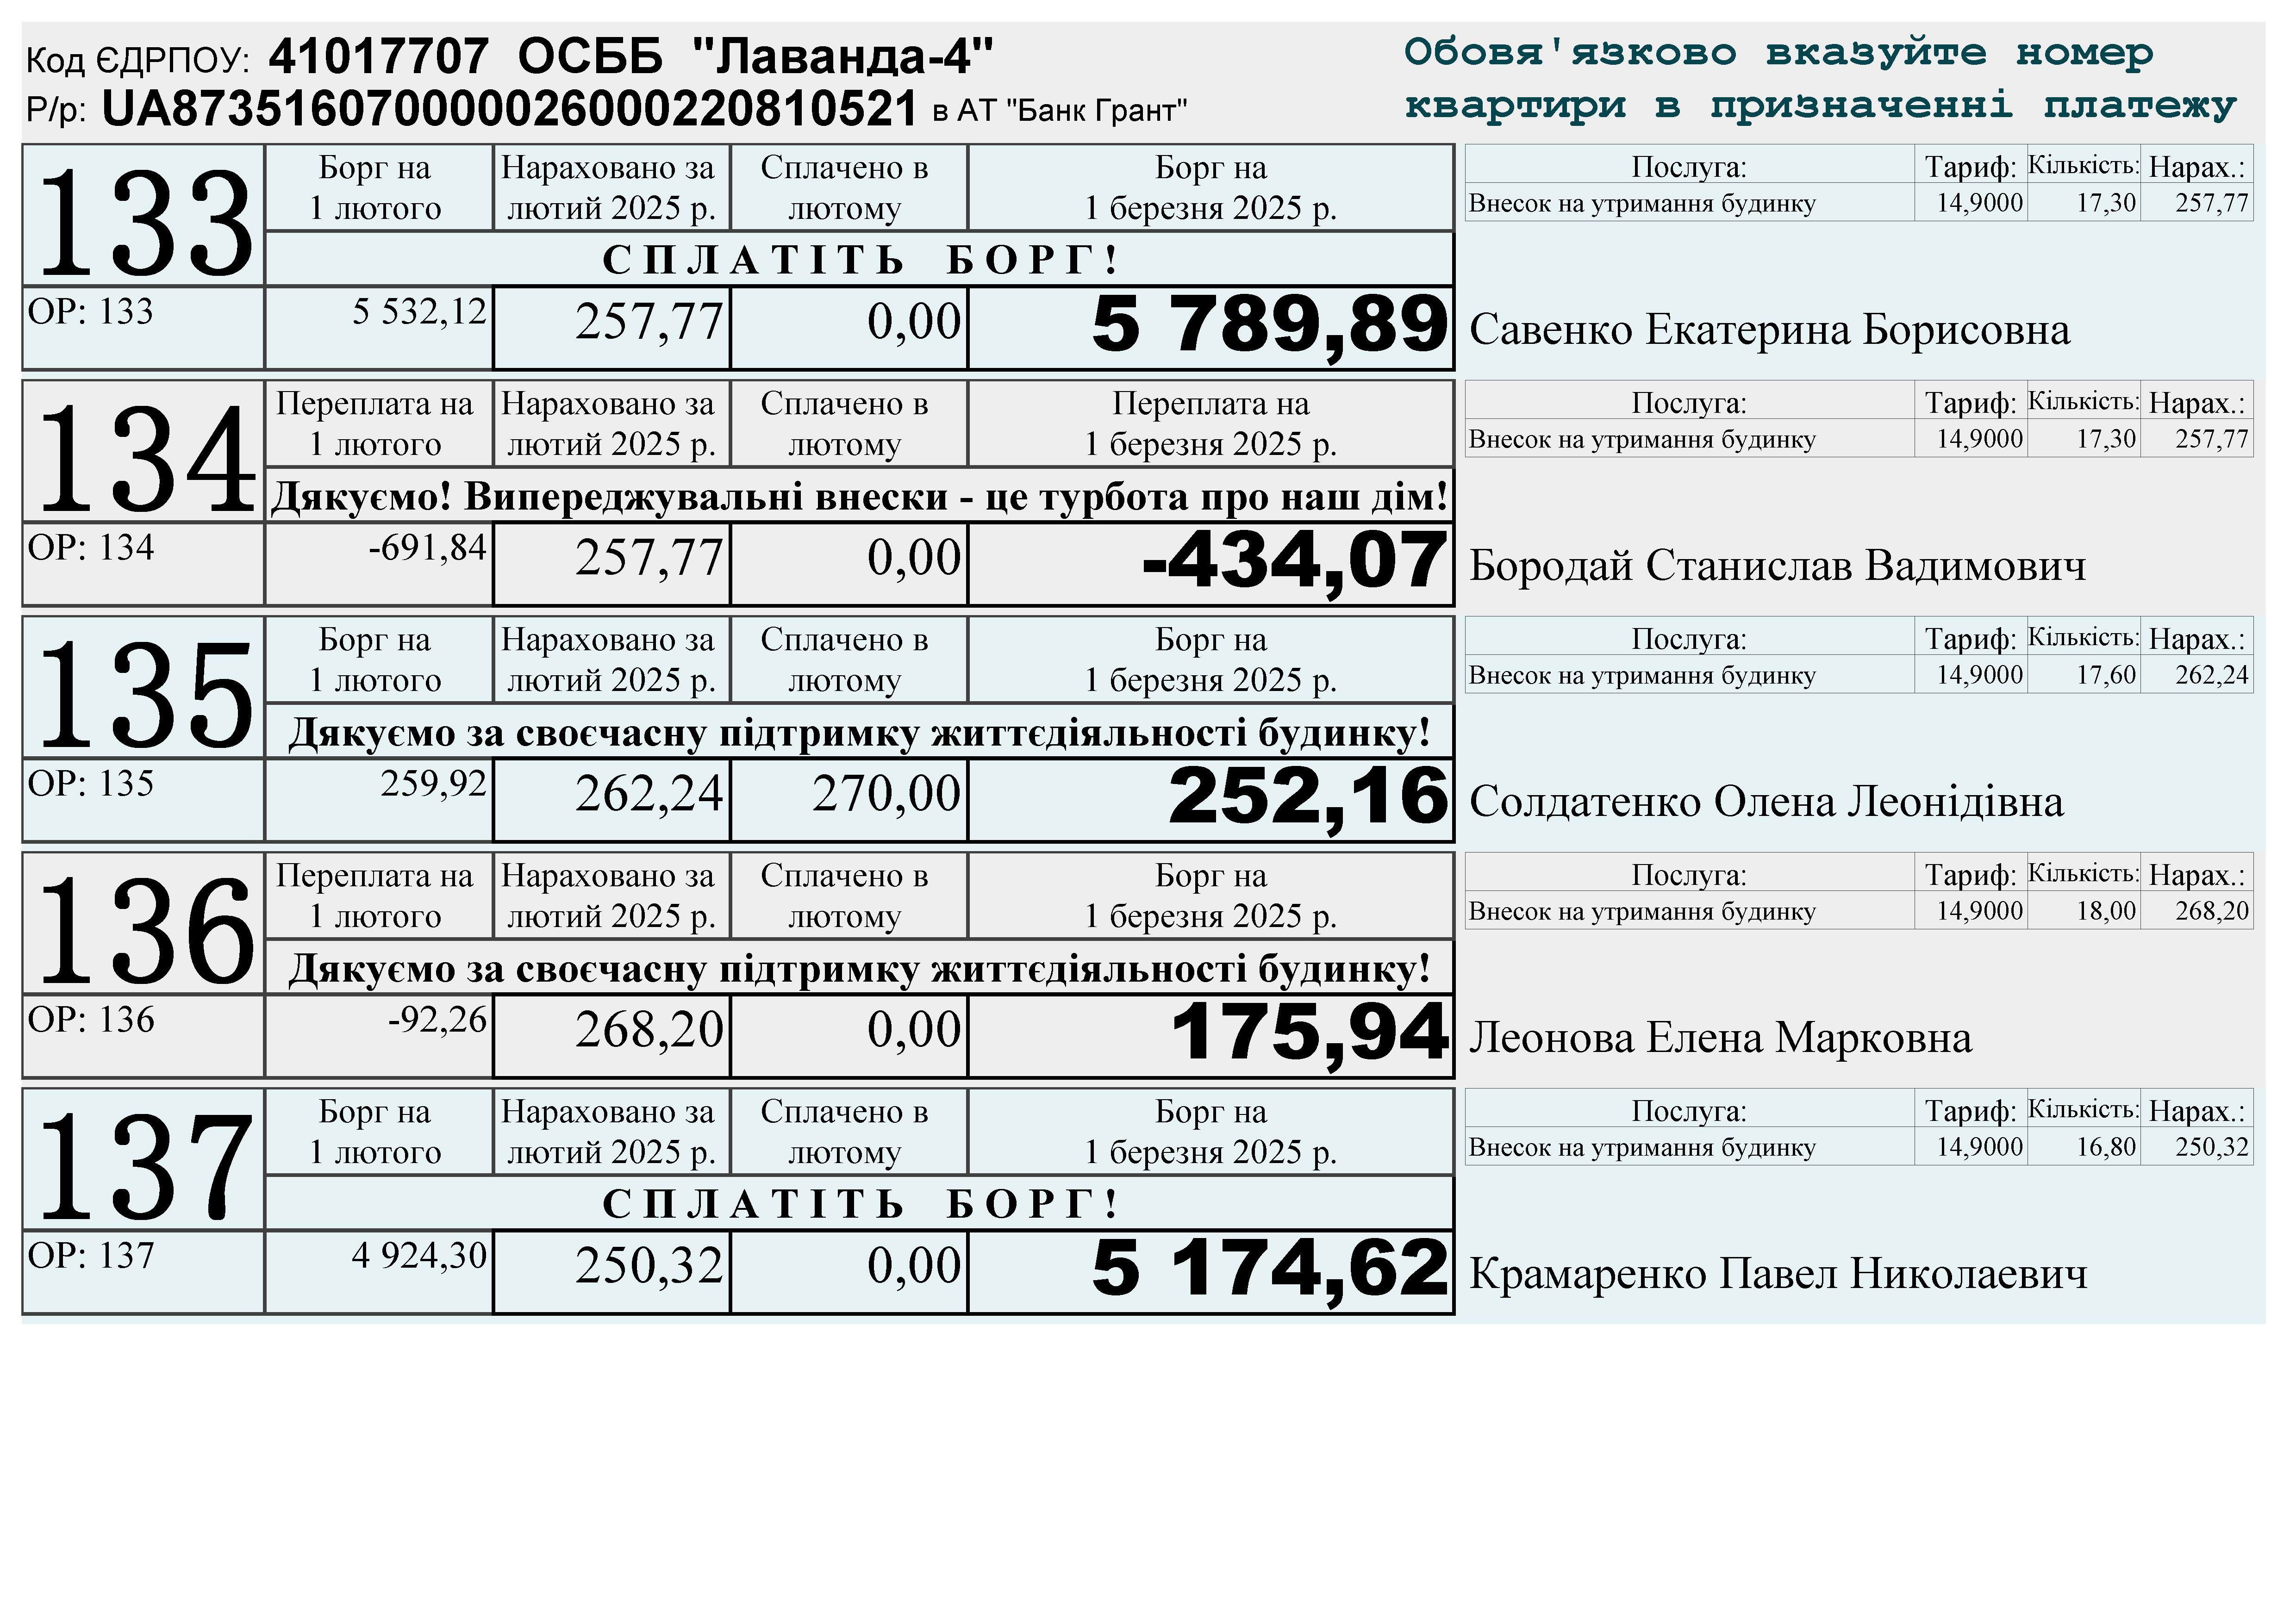 Код ЄДРПОУ: 41017707 ОСББ "Лаванда-4"
Р/р: UA873516070000026000220810521 в АТ "Банк Грант"
Обовя'язково вказуйте номер
квартири в призначенні платежу
133
Борг на 1 лютого
Нараховано за лютий 2025 р.
Сплачено в лютому
Борг на 1 березня 2025 р.
Послуга: Тариф: Кількість: Нарах.:
Внесок на утримання будинку 14,9000 17,30 257,77
СПЛАТІТЬ БОРГ!
ОР: 133 5 532,12 257,77 0,00 5 789,89 Савенко Екатерина Борисовна
134
Переплата на 1 лютого
Нараховано за лютий 2025 р.
Сплачено в лютому
Переплата на 1 березня 2025 р.
Послуга: Тариф: Кількість: Нарах.:
Внесок на утримання будинку 14,9000 17,30 257,77
Дякуємо! Випереджувальні внески - це турбота про наш дім!
ОР: 134 -691,84 257,77 0,00 -434,07 Бородай Станислав Вадимович
135
Борг на 1 лютого
Нараховано за лютий 2025 р.
Сплачено в лютому
Борг на 1 березня 2025 р.
Послуга: Тариф: Кількість: Нарах.:
Внесок на утримання будинку 14,9000 17,60 262,24
Дякуємо за своєчасну підтримку життєдіяльності будинку!
ОР: 135 259,92 262,24 270,00 252,16 Солдатенко Олена Леонідівна
136
Переплата на 1 лютого
Нараховано за лютий 2025 р.
Сплачено в лютому
Борг на 1 березня 2025 р.
Послуга: Тариф: Кількість: Нарах.:
Внесок на утримання будинку 14,9000 18,00 268,20
Дякуємо за своєчасну підтримку життєдіяльності будинку!
ОР: 136 -92,26 268,20 0,00 175,94 Леонова Елена Марковна
137
Борг на 1 лютого
Нараховано за лютий 2025 р.
Сплачено в лютому
Борг на 1 березня 2025 р.
Послуга: Тариф: Кількість: Нарах.:
Внесок на утримання будинку 14,9000 16,80 250,32
СПЛАТІТЬ БОРГ!
ОР: 137 4 924,30 250,32 0,00 5 174,62 Крамаренко Павел Николаевич